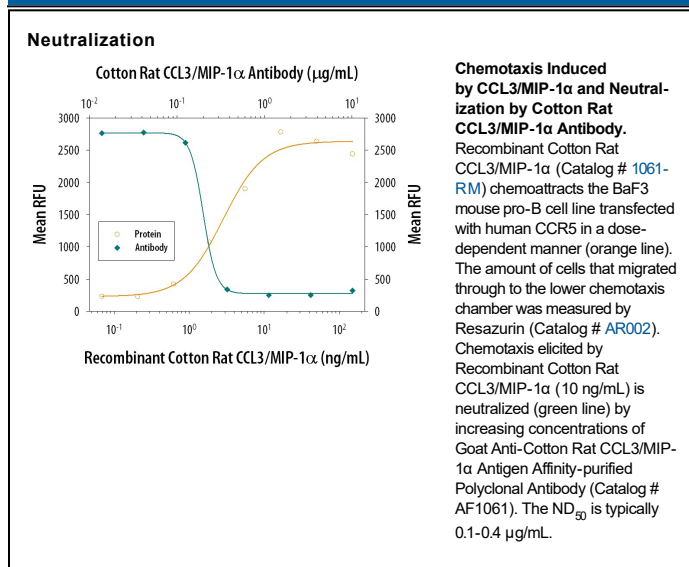 Neutralization
Cotton Rat CCL3/MIP-1α Antibody (μg/mL)
10-2 10-1 100 101
3000 3000
2500 2500
2000 2000
1500 1500
1000 1000
500 500
0 0
Mean RFU
Mean RFU
Protein
Antibody
10-1 100 101 102
Recombinant Cotton Rat CCL3/MIP-1α (ng/mL)
Chemotaxis Induced
by CCL3/MIP-1α and Neutral-
ization by Cotton Rat
CCL3/MIP-1α Antibody.
Recombinant Cotton Rat
CCL3/MIP-1α (Catalog # 1061-
RM) chemoattracts the BaF3
mouse pro-B cell line transfected
with human CCR5 in a dose-
dependent manner (orange line).
The amount of cells that migrated
through to the lower chemotaxis
chamber was measured by
Resazurin (Catalog # AR002).
Chemotaxis elicited by
Recombinant Cotton Rat
CCL3/MIP-1α (10 ng/mL) is
neutralized (green line) by
increasing concentrations of
Goat Anti-Cotton Rat CCL3/MIP-
1α Antigen Affinity-purified
Polyclonal Antibody (Catalog #
AF1061). The ND50 is typically
0.1-0.4 μg/mL.